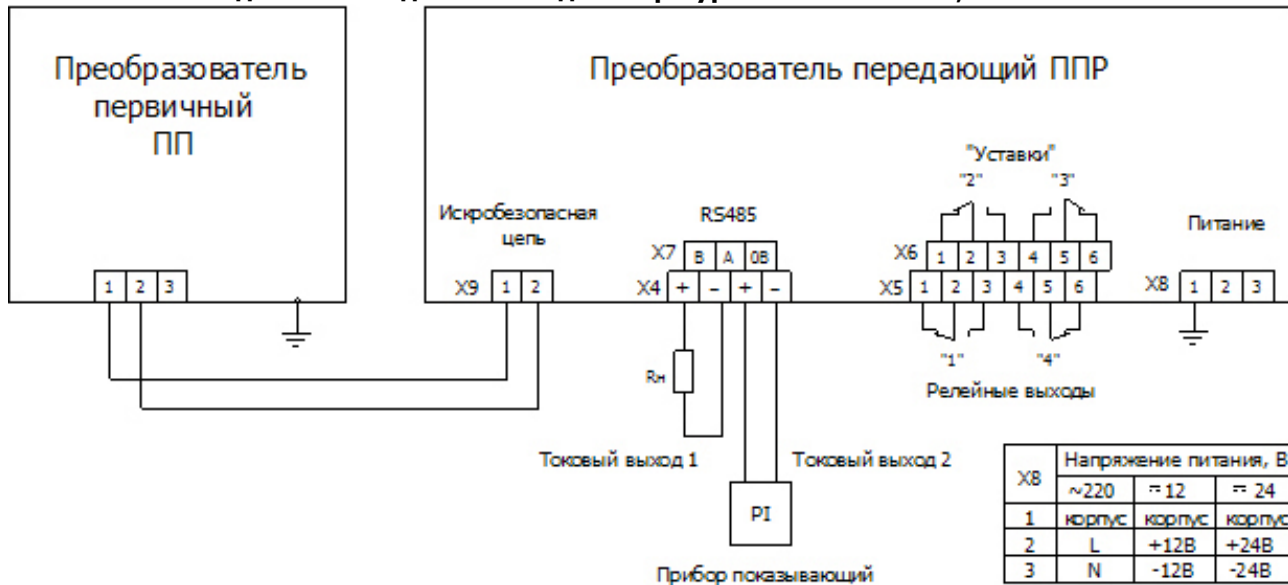 Преобразователь
первичный
ПП
Преобразователь передающий ППР
"Уставки"
"2" "3"
Искробезопасная
цепь
RS485
Питание
X7 B A 0B
X6 1 2 3 4 5 6
1 2 3
X9 1 2
X4 + - + -
X5 1 2 3 4 5 6
X8 1 2 3
"1" "4"
Rн
Релейные выходы
Токовый выход 1
Токовый выход 2
PI
Прибор показывающий
X8 Напряжение питания, В
~220 ⎓12 ⎓ 24
1 корпус корпус корпус
2 L +12В +24В
3 N -12В -24В